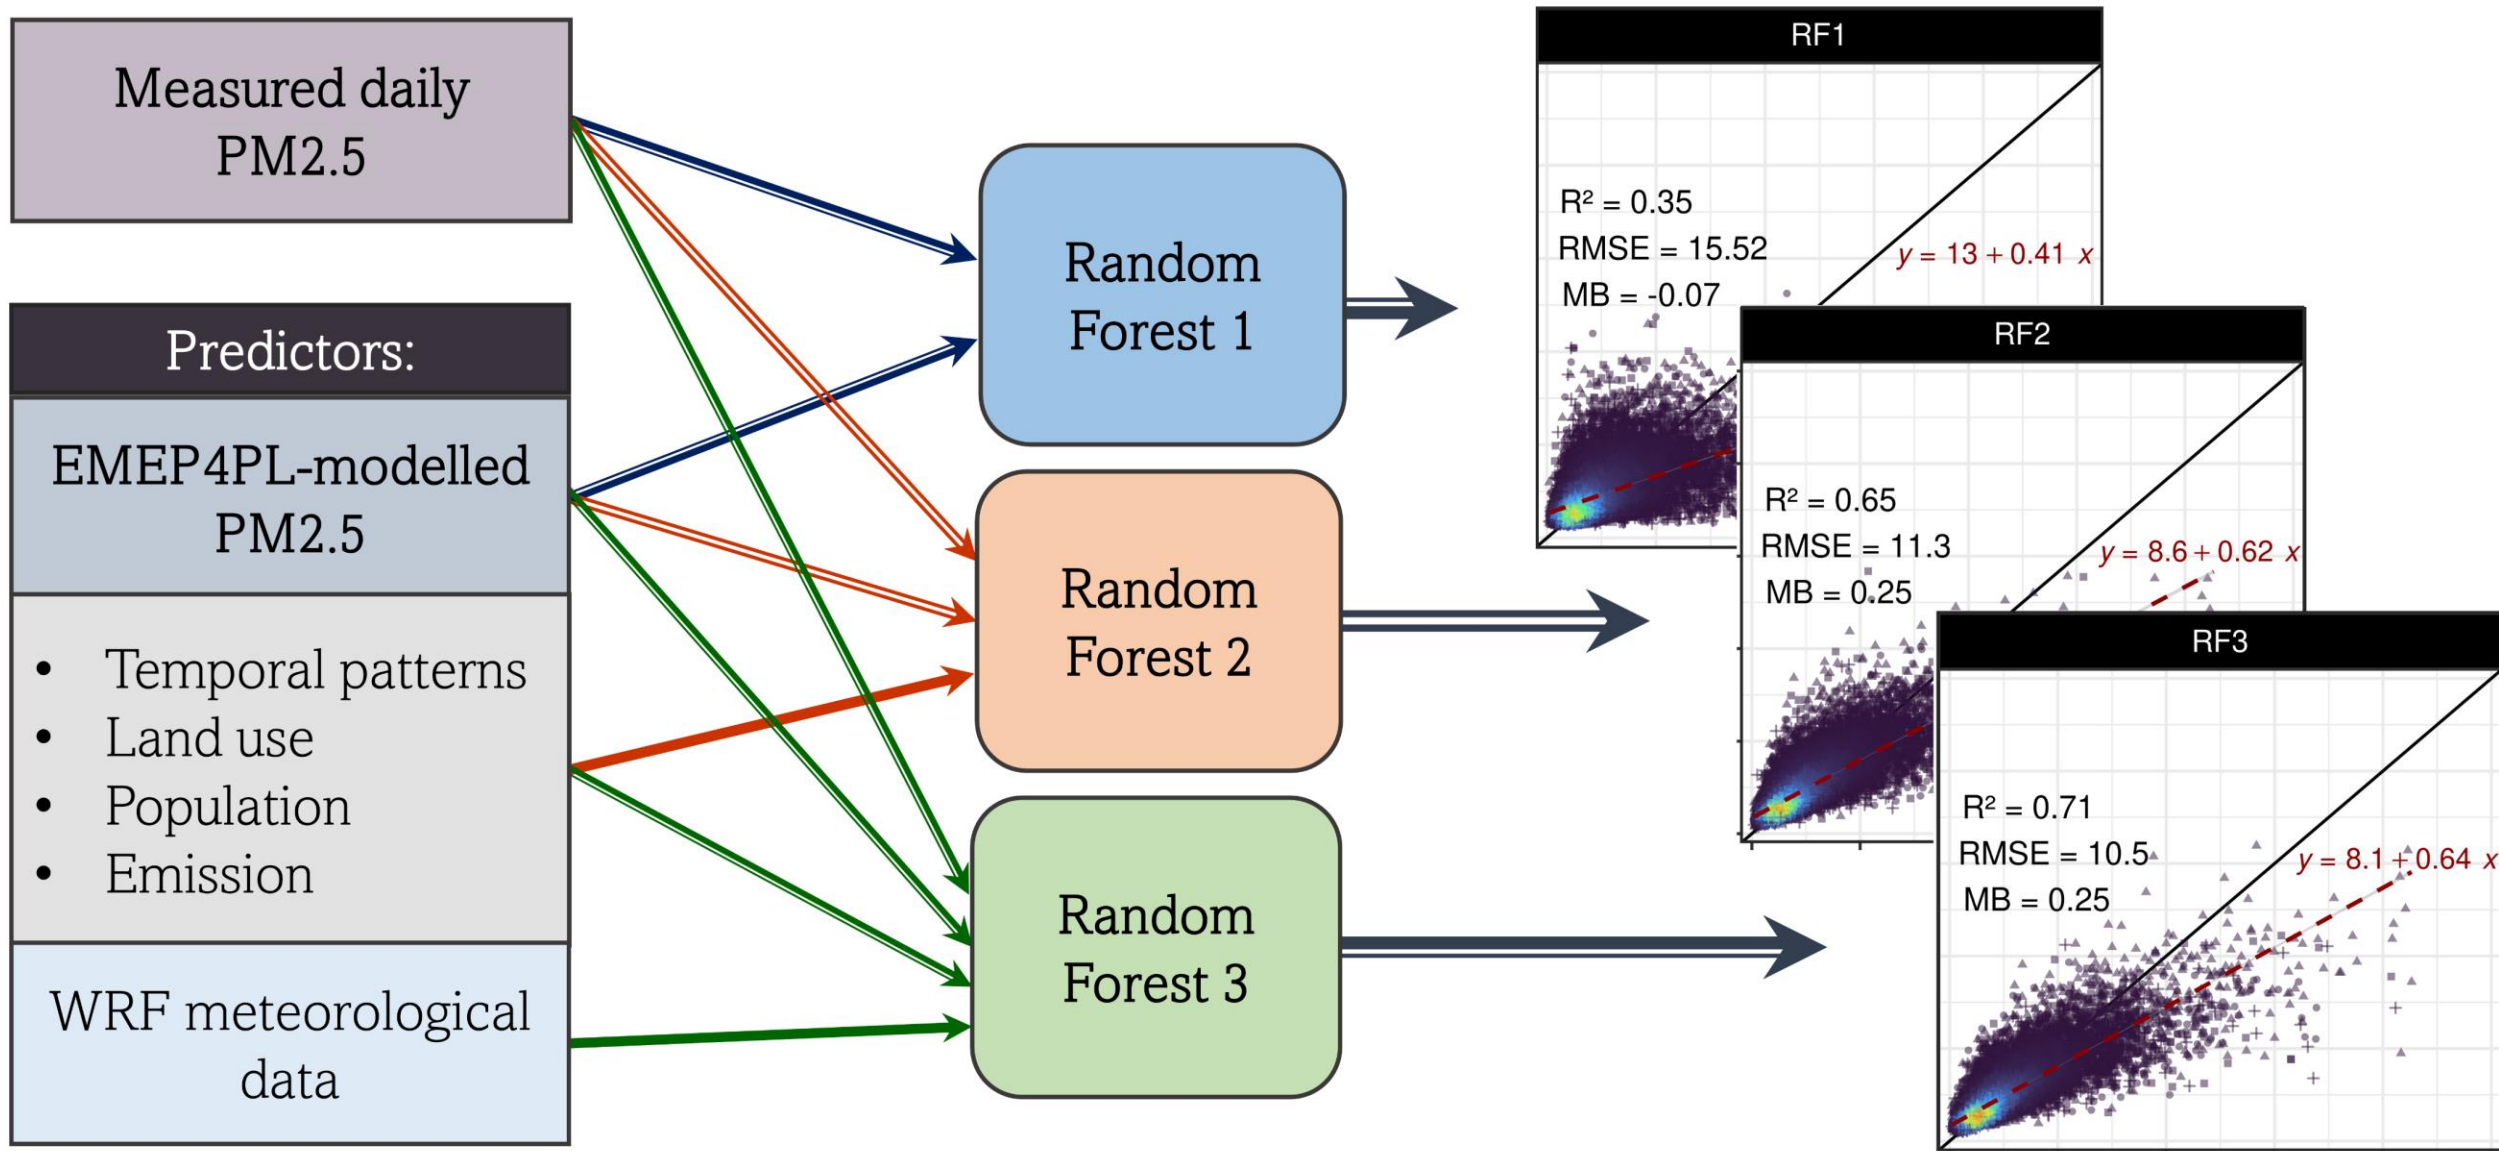 Measured daily
PM2.5
Predictors:
EMEP4PL-modelled
PM2.5
• Temporal patterns
• Land use
• Population
• Emission
WRF meteorological
data
Random
Forest 1
Random
Forest 2
Random
Forest 3
RF1
R² = 0.35
RMSE = 15.52
MB = -0.07
y = 13 + 0.41 x
RF2
R² = 0.65
RMSE = 11.3
MB = 0.25
y = 8.6 + 0.62 x
RF3
R² = 0.71
RMSE = 10.5
MB = 0.25
y = 8.1 + 0.64 x